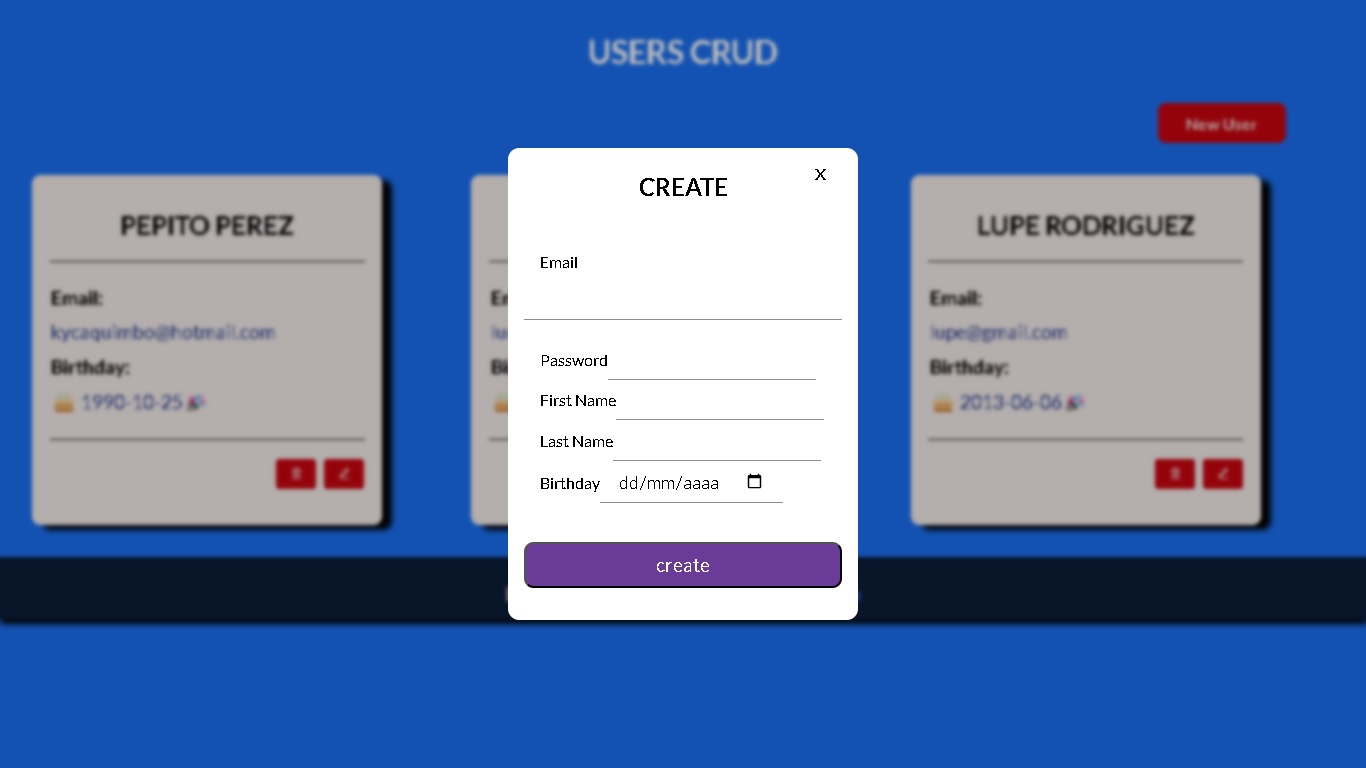 USERS CRUD
New User
CREATE
x
PEPITO PEREZ
LUPE RODRIGUEZ
Email
Email:
Email:
kycaquimbo@hotmail.com
lupe@gmail.com
Password
Birthday:
Birthday:
First Name
1990-10-25
2013-06-06
Last Name
Birthday dd/mm/aaaa
create